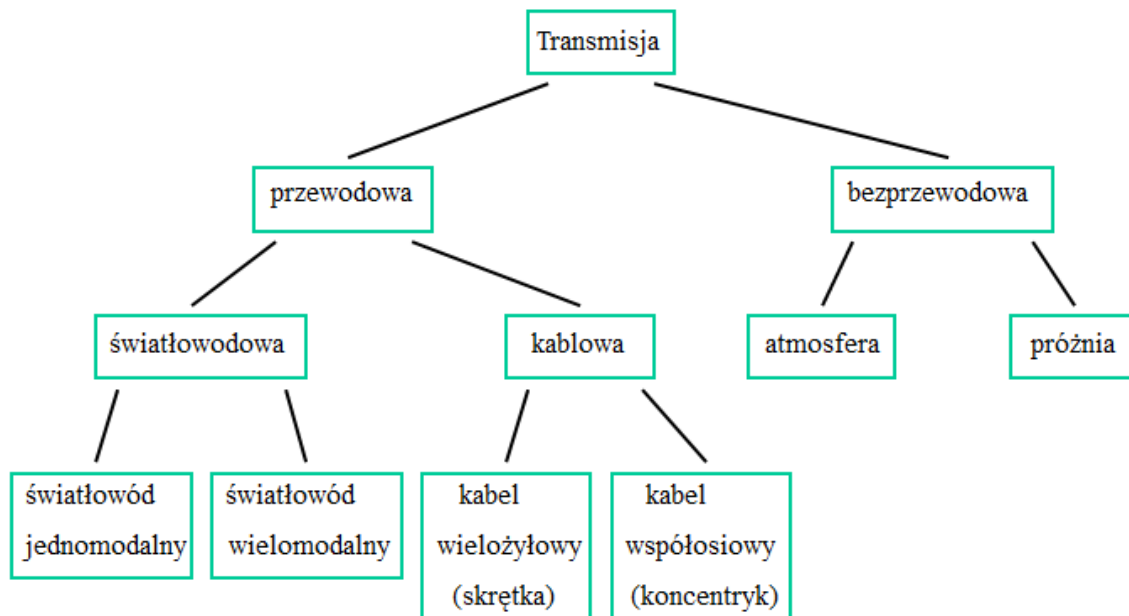 Transmisja
przewodowa
bezprzewodowa
światłowodowa
kablowa
atmosfera
próżnia
światłowód
jednomodalny
światłowód
wielomodalny
kabel
wielożyłowy
(skrętka)
kabel
współosiowy
(koncentryk)